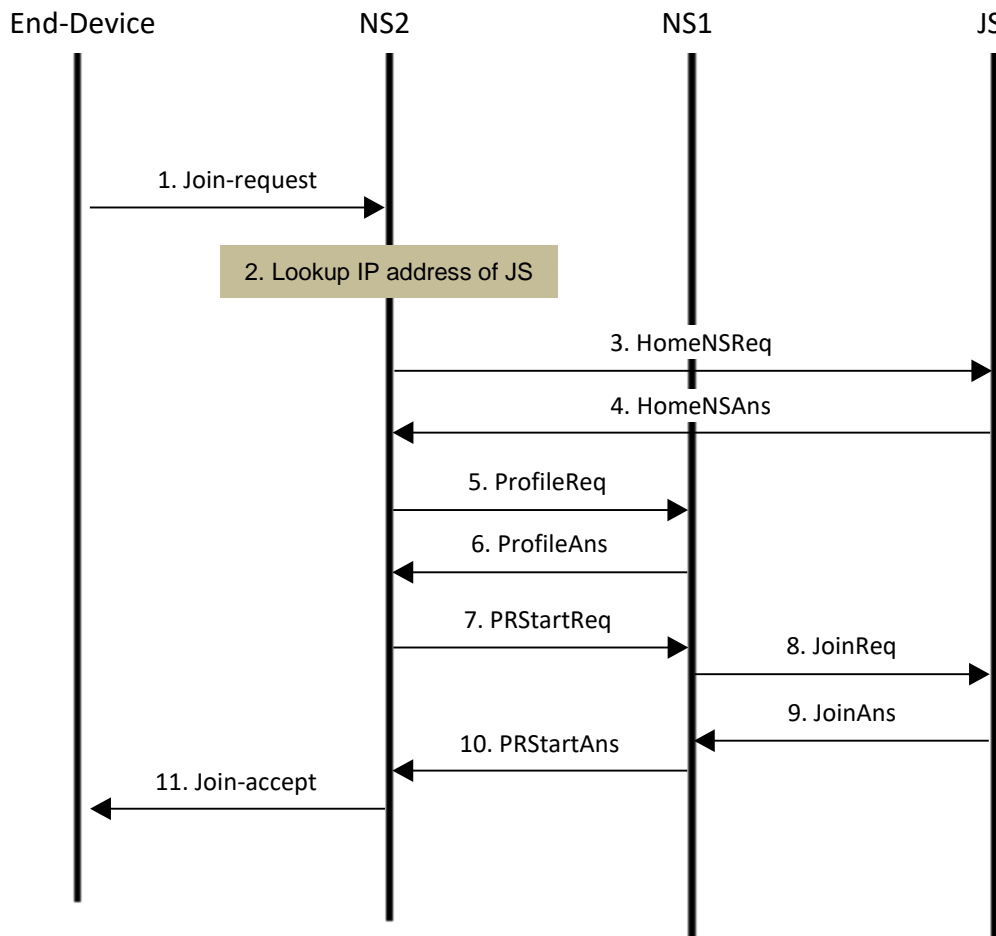 End-Device
NS2
NS1
JS
1. Join-request
2. Lookup IP address of JS
3. HomeNSReq
4. HomeNSAns
5. ProfileReq
6. ProfileAns
7. PRStartReq
8. JoinReq
9. JoinAns
10. PRStartAns
11. Join-accept